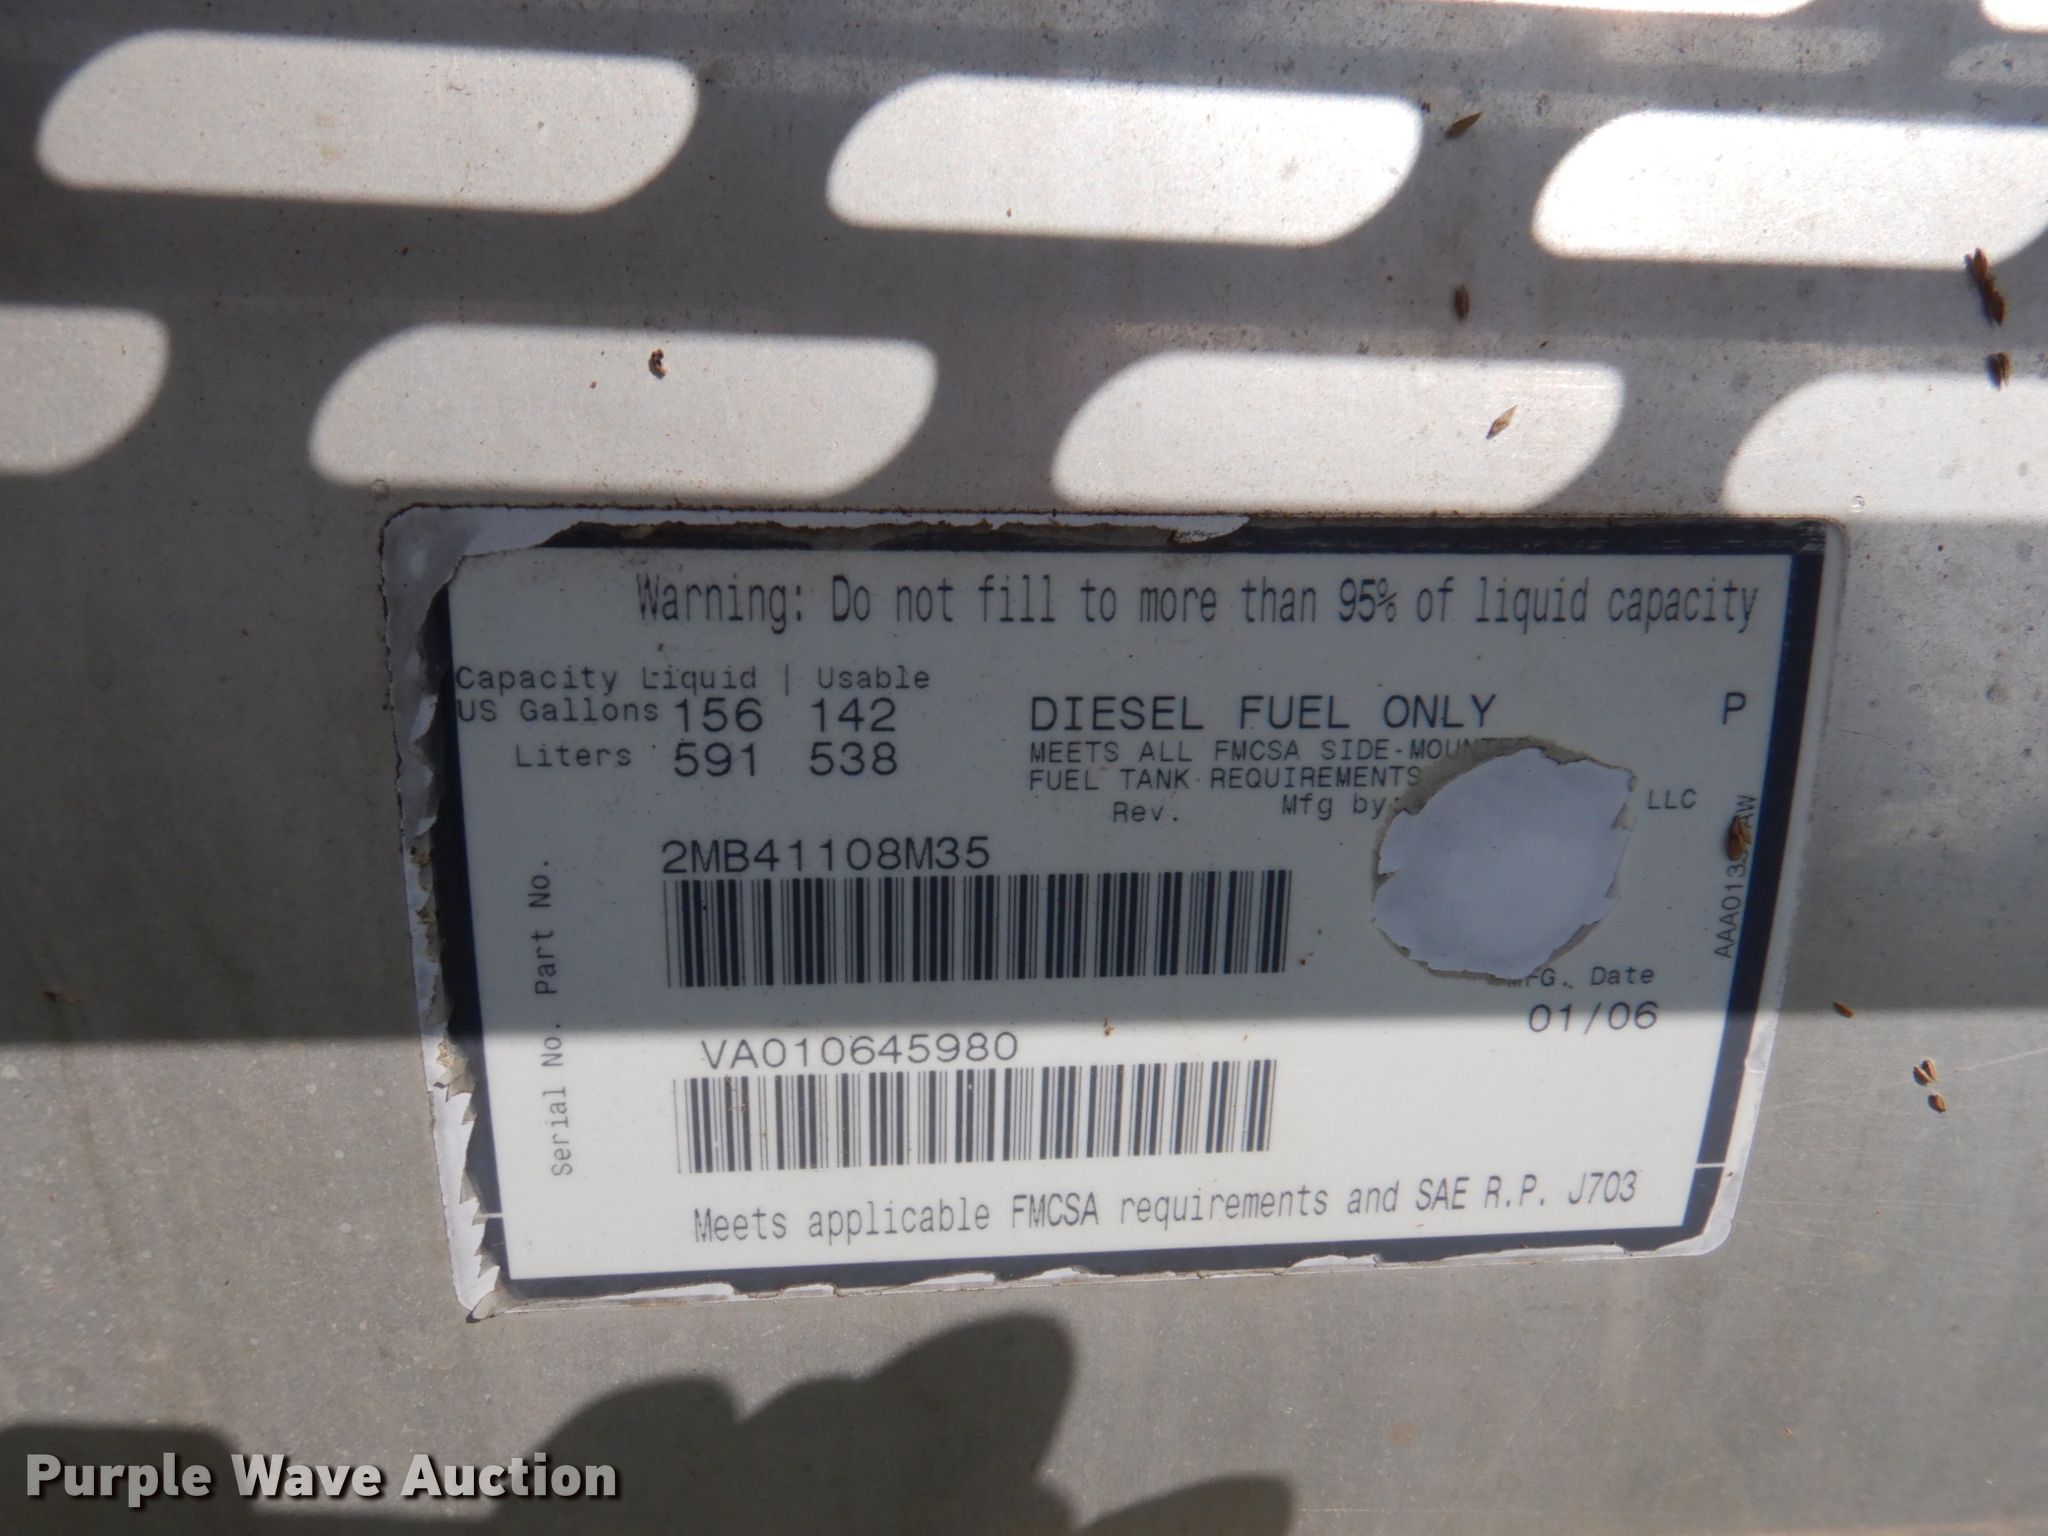 Warning: Do not fill to more than 95% of liquid capacity
Capacity Liquid | Usable
US Gallons 156 142
Liters 591 538
DIESEL FUEL ONLY P
MEETS ALL FMCSA SIDE-MOUNTED
FUEL TANK REQUIREMENTS
Rev. Mfg by: LLC
Part No.
2MB41108M35
MFG. Date
01/06
Serial No.
VA010645980
Meets applicable FMCSA requirements and SAE R.P. J703
Purple Wave Auction